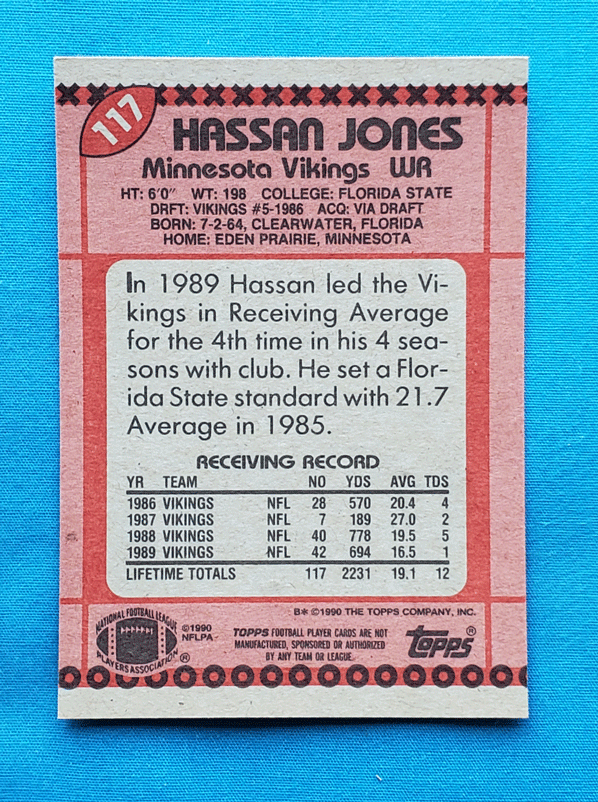 117
HASSAN JONES
Minnesota Vikings WR
HT: 6'0" WT: 198 COLLEGE: FLORIDA STATE
DRFT: VIKINGS #5-1986 ACQ: VIA DRAFT
BORN: 7-2-64, CLEARWATER, FLORIDA
HOME: EDEN PRAIRIE, MINNESOTA
In 1989 Hassan led the Vi-
kings in Receiving Average
for the 4th time in his 4 sea-
sons with club. He set a Flor-
ida State standard with 21.7
Average in 1985.
RECEIVING RECORD
YR TEAM NO YDS AVG TDS
1986 VIKINGS NFL 28 570 20.4 4
1987 VIKINGS NFL 7 189 27.0 2
1988 VIKINGS NFL 40 778 19.5 5
1989 VIKINGS NFL 42 694 16.5 1
LIFETIME TOTALS 117 2231 19.1 12
B* ©1990 THE TOPPS COMPANY, INC.
NATIONAL FOOTBALL LEAGUE
PLAYERS ASSOCIATION ®
©1990
NFLPA
TOPPS FOOTBALL PLAYER CARDS ARE NOT
MANUFACTURED, SPONSORED OR AUTHORIZED
BY ANY TEAM OR LEAGUE.
topps®